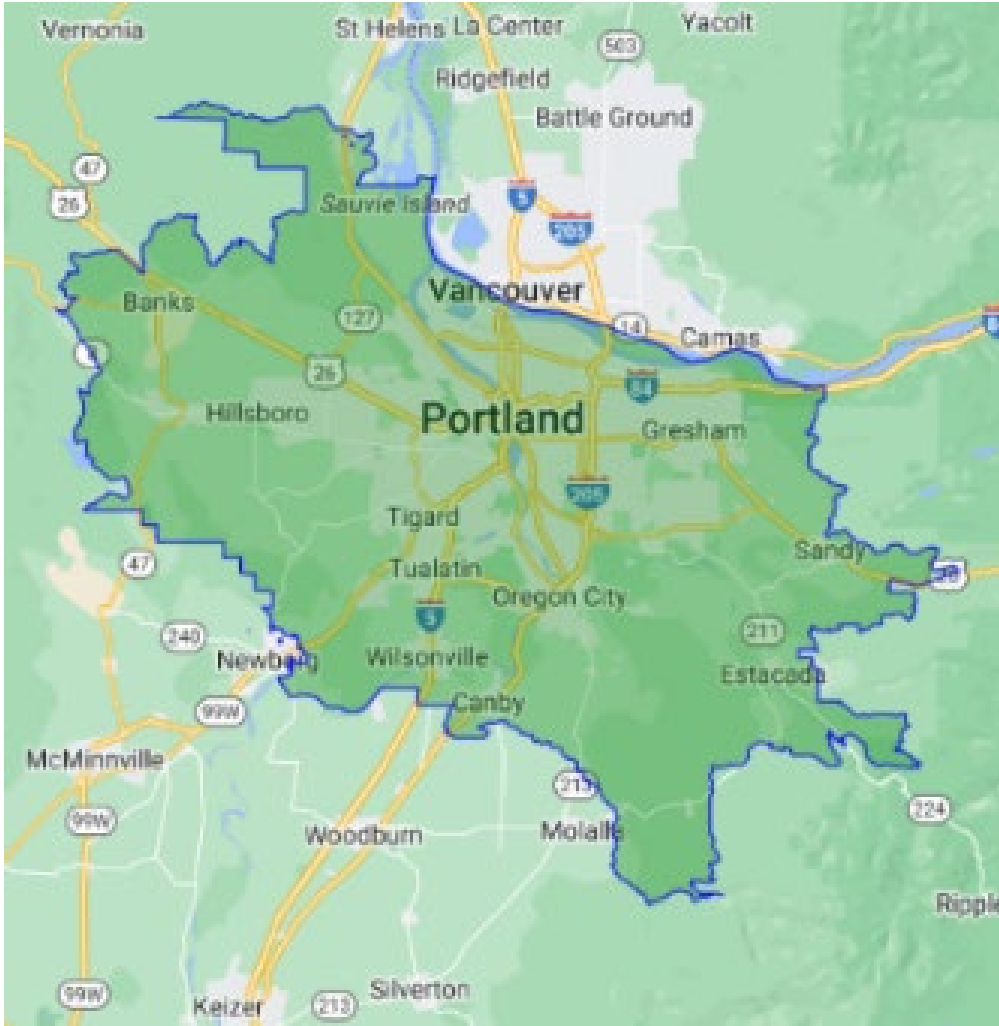 Vernonia
St Helens
La Center
Yacolt
503
Ridgefield
Battle Ground
47
26
5
205
Sauvie Island
Vancouver
Banks
127
14
Camas
26
84
Hillsboro
Portland
Gresham
205
Tigard
Sandy
47
Tualatin
Oregon City
5
240
211
Newberg
Wilsonville
Estacada
99W
Canby
McMinnville
213
224
99W
Woodburn
Molalla
Ripple
99W
Keizer
213
Silverton